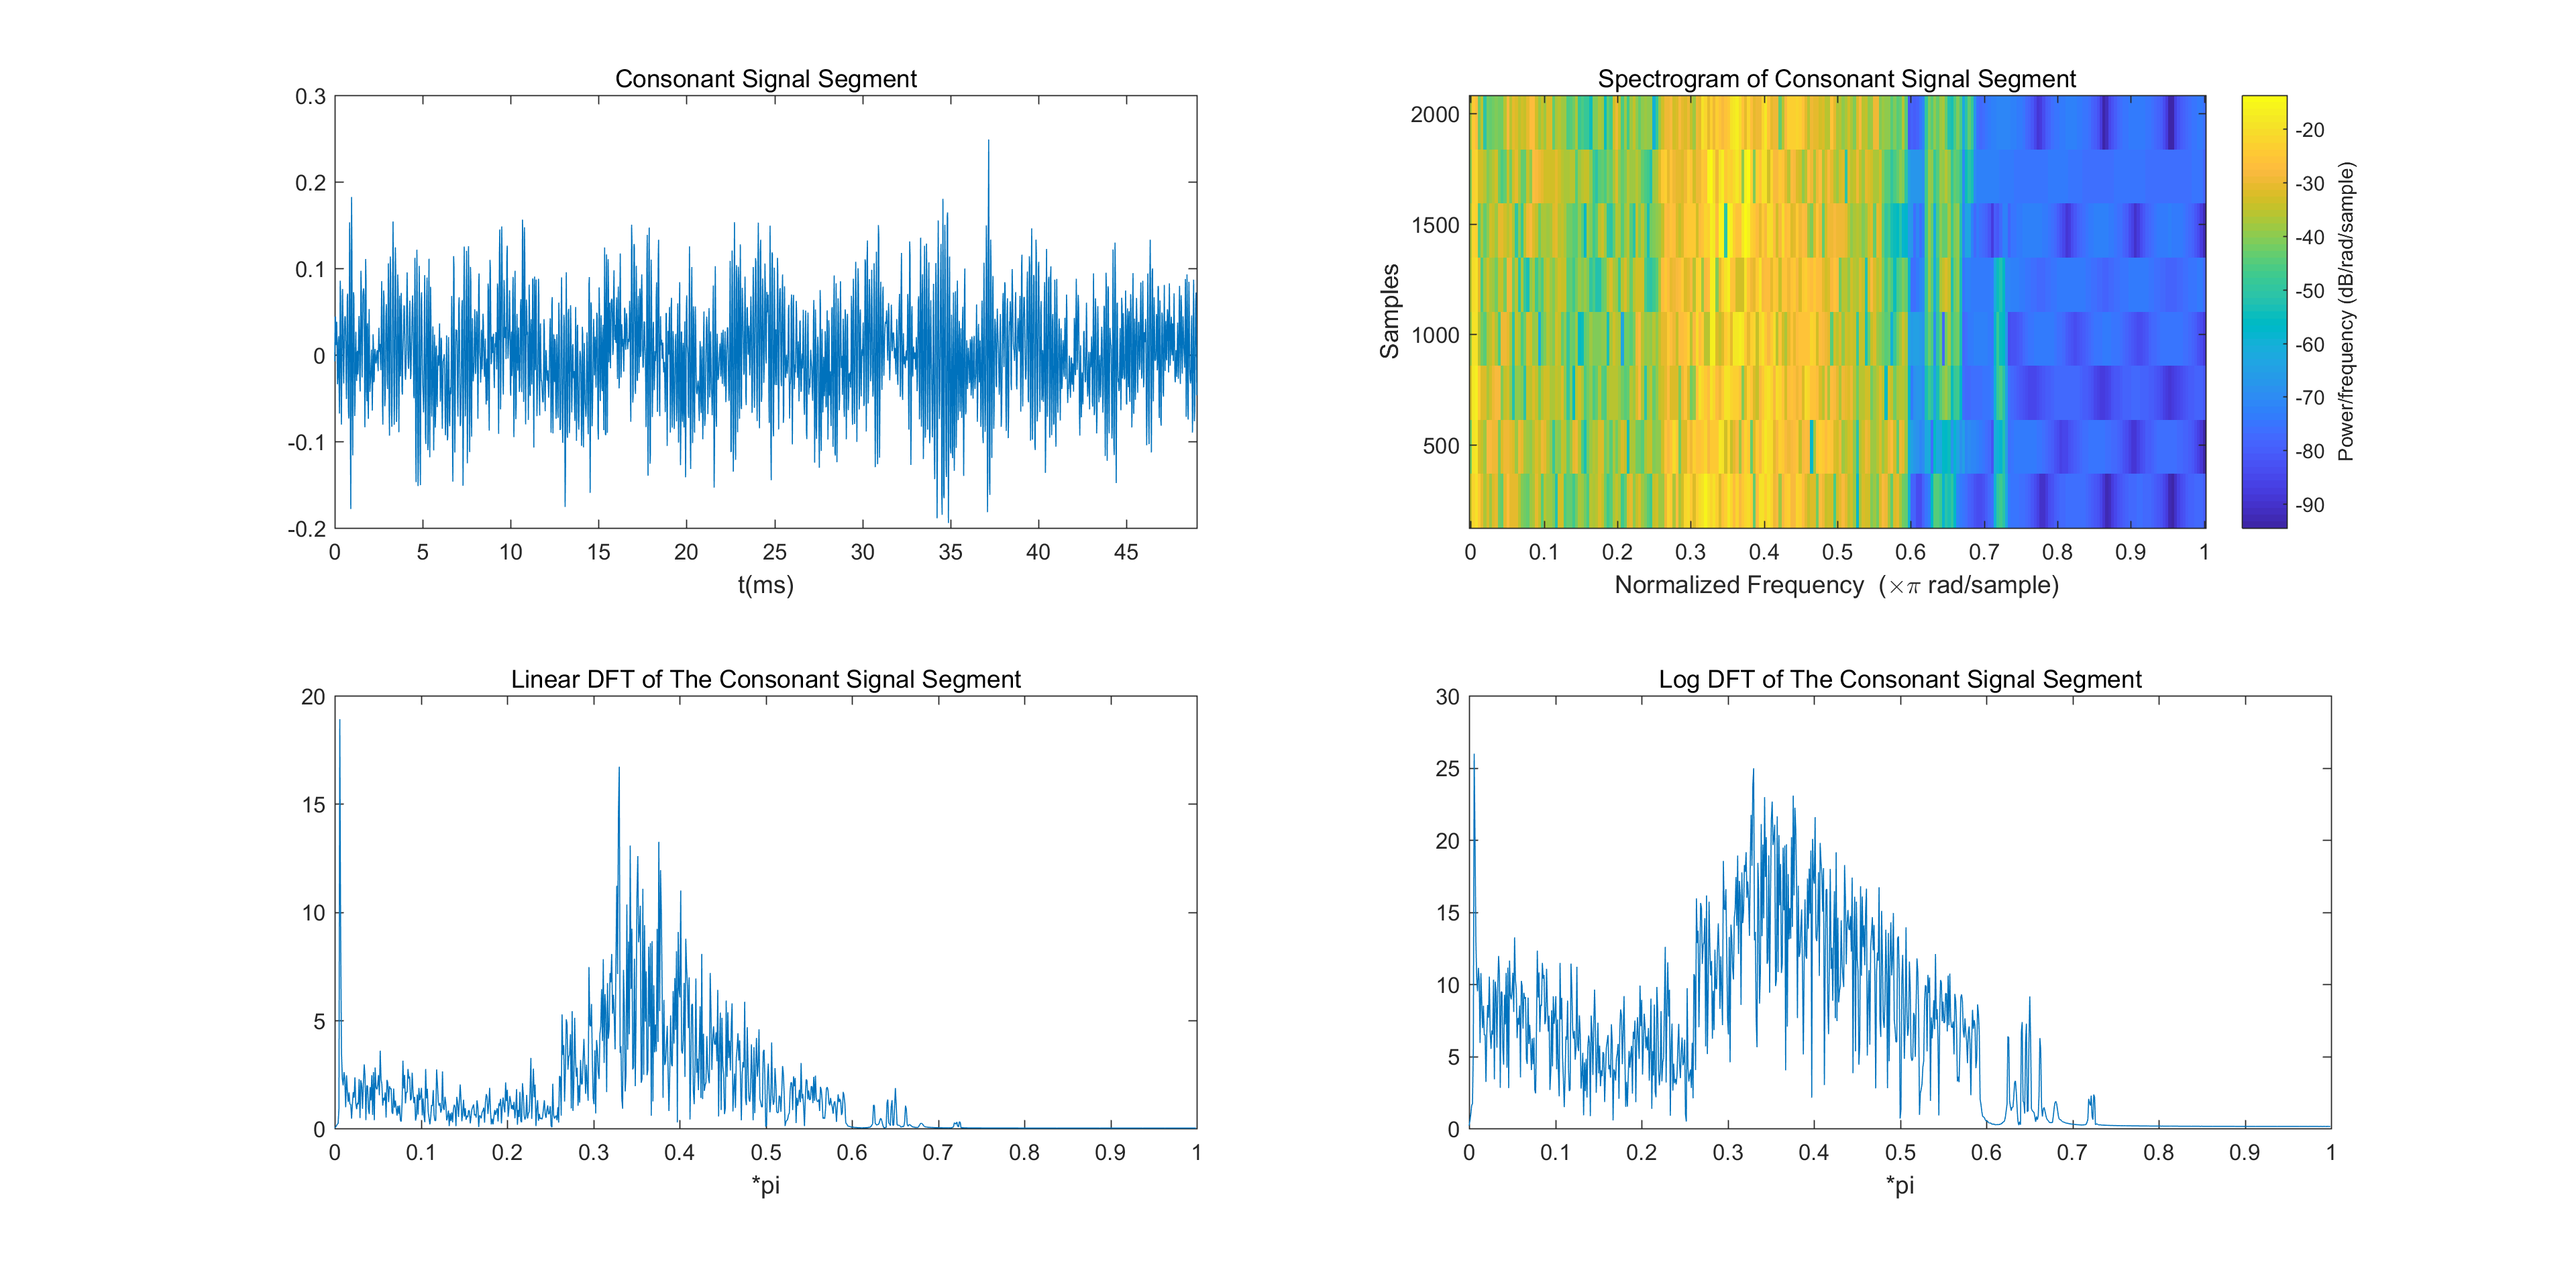 Consonant Signal Segment
0.3
0.2
0.1
0
-0.1
-0.2
0 5 10 15 20 25 30 35 40 45
t(ms)
Spectrogram of Consonant Signal Segment
Samples
2000
1500
1000
500
0 0.1 0.2 0.3 0.4 0.5 0.6 0.7 0.8 0.9 1
Normalized Frequency (×π rad/sample)
-20
-30
-40
-50
-60
-70
-80
-90
Power/frequency (dB/rad/sample)
Linear DFT of The Consonant Signal Segment
20
15
10
5
0
0 0.1 0.2 0.3 0.4 0.5 0.6 0.7 0.8 0.9 1
*pi
Log DFT of The Consonant Signal Segment
30
25
20
15
10
5
0
0 0.1 0.2 0.3 0.4 0.5 0.6 0.7 0.8 0.9 1
*pi